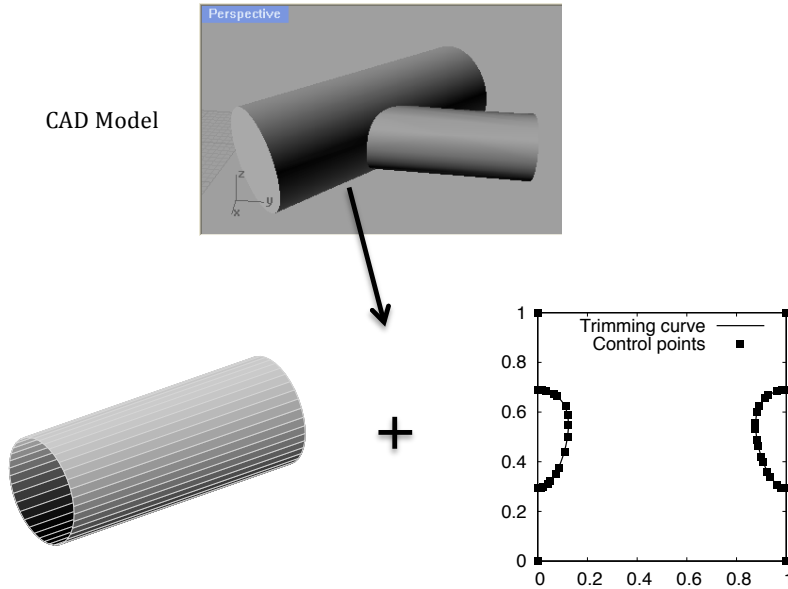 Perspective
CAD Model
z
y
x
+
1
Trimming curve
Control points
0.8
0.6
0.4
0.2
0
0 0.2 0.4 0.6 0.8 1